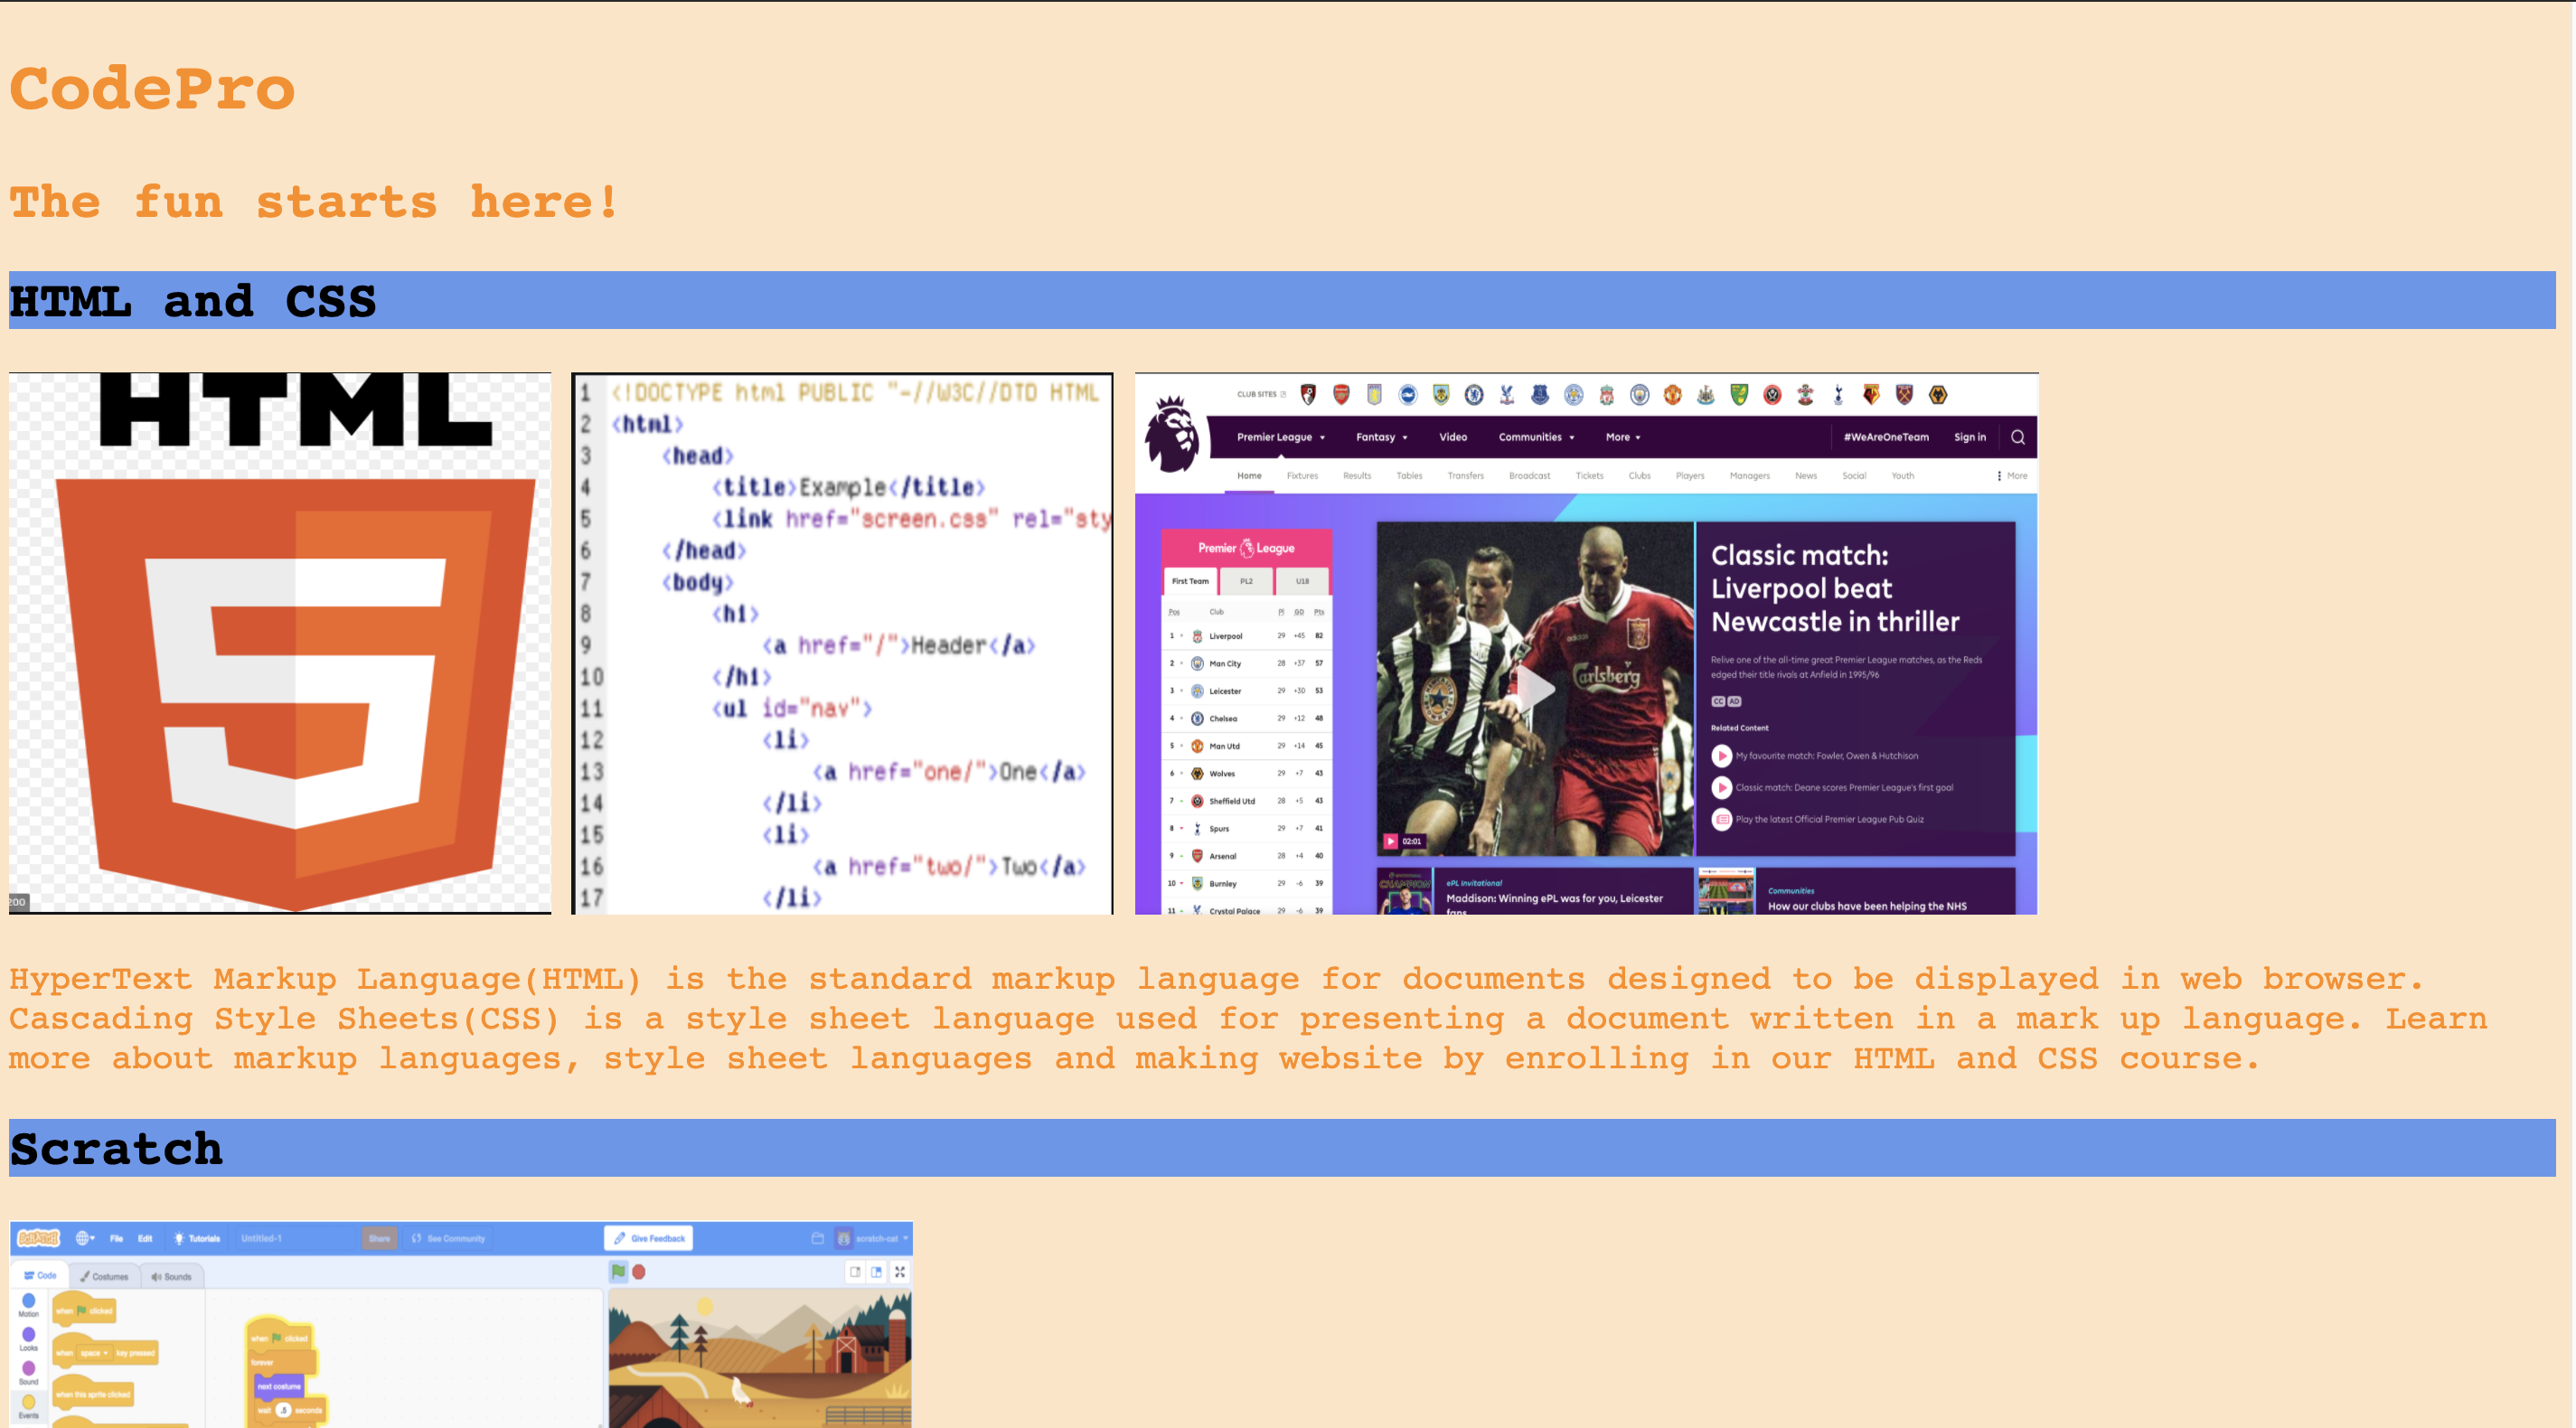 CodePro
The fun starts here!
HTML and CSS
HTML
200
1 <!DOCTYPE html PUBLIC "-//W3C//DTD HTML
2 <html>
3 <head>
4 <title>Example</title>
5 <link href="screen.css" rel="sty
6 </head>
7 <body>
8 <h1>
9 <a href="/">Header</a>
10 </h1>
11 <ul id="nav">
12 <li>
13 <a href="one/">One</a>
14 </li>
15 <li>
16 <a href="two/">Two</a>
17 </li>
CLUB SITES
Premier League Fantasy Video Communities More #WeAreOneTeam Sign in
Home Fixtures Results Tables Transfers Broadcast Tickets Clubs Players Managers News Social Youth More
Premier League
First Team PL2 U18
Pos Club Pl GD Pts
1 Liverpool 29 +45 82
2 Man City 28 +37 57
3 Leicester 29 +30 53
4 Chelsea 29 +12 48
5 Man Utd 29 +14 45
6 Wolves 29 +7 43
7 Sheffield Utd 28 +5 43
8 Spurs 29 +7 41
9 Arsenal 28 +4 40
10 Burnley 29 -6 39
11 Crystal Palace 29 -6 39
adidas
Carlsberg
02:01
Classic match:
Liverpool beat
Newcastle in thriller
Relive one of the all-time great Premier League matches, as the Reds
edged their title rivals at Anfield in 1995/96
CC AD
Related Content
My favourite match: Fowler, Owen & Hutchison
Classic match: Deane scores Premier League's first goal
Play the latest Official Premier League Pub Quiz
CHAMPION
ePL Invitational
Maddison: Winning ePL was for you, Leicester
fans
Communities
How our clubs have been helping the NHS
HyperText Markup Language(HTML) is the standard markup language for documents designed to be displayed in web browser.
Cascading Style Sheets(CSS) is a style sheet language used for presenting a document written in a mark up language. Learn
more about markup languages, style sheet languages and making website by enrolling in our HTML and CSS course.
Scratch
SCRATCH File Edit Tutorials Untitled-1 Share See Community Give Feedback scratch-cat
Code Costumes Sounds
Motion
Looks
Sound
Events
when clicked
when space key pressed
when this sprite clicked
when clicked
forever
next costume
wait .5 seconds